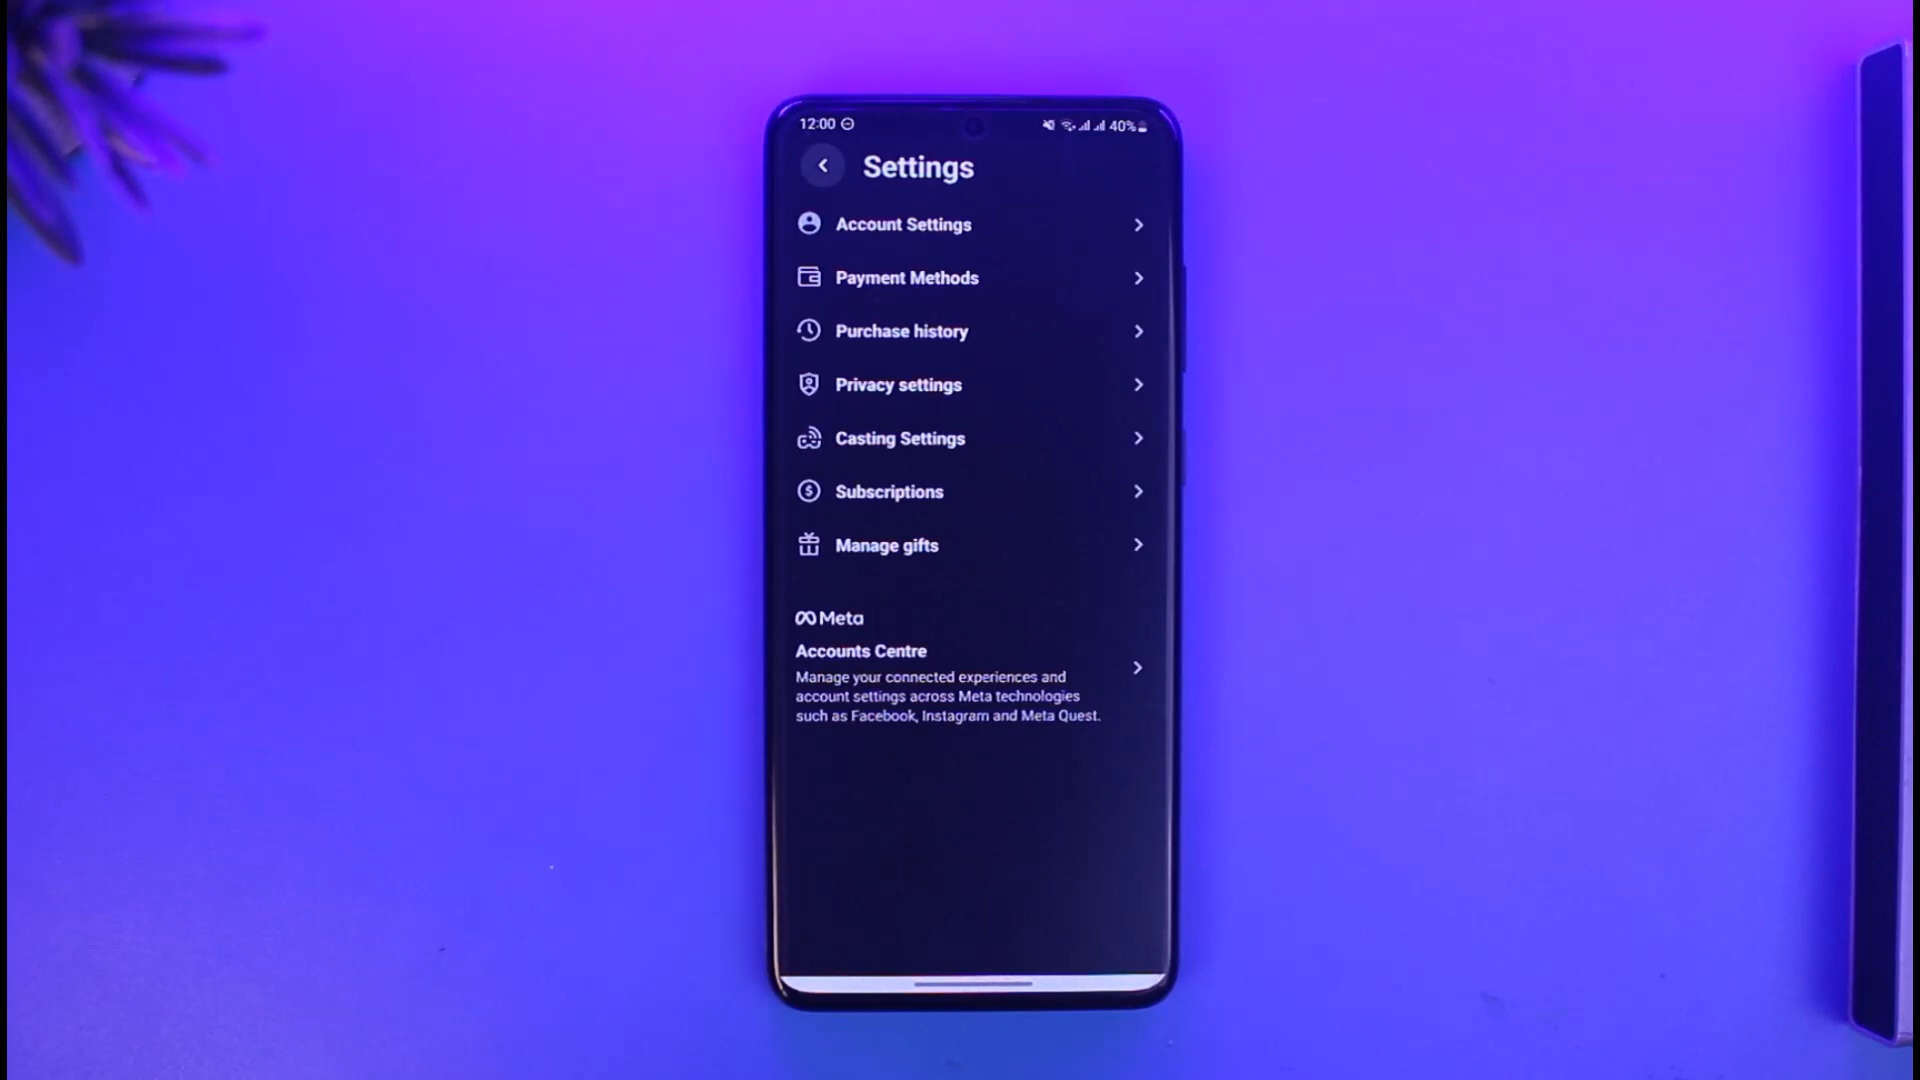 12:00 40%
Settings
Account Settings
Payment Methods
Purchase history
Privacy settings
Casting Settings
Subscriptions
Manage gifts
Meta
Accounts Centre
Manage your connected experiences and
account settings across Meta technologies
such as Facebook, Instagram and Meta Quest.